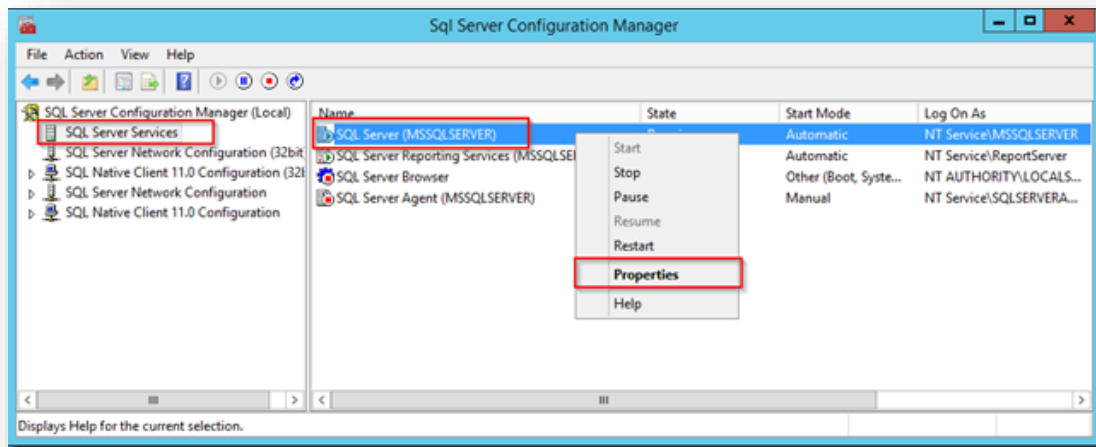 Sql Server Configuration Manager
File Action View Help
SQL Server Configuration Manager (Local)
SQL Server Services
SQL Server Network Configuration (32bit
SQL Native Client 11.0 Configuration (32
SQL Server Network Configuration
SQL Native Client 11.0 Configuration
Name State Start Mode Log On As
SQL Server (MSSQLSERVER) Automatic NT Service\MSSQLSERVER
SQL Server Reporting Services (MSSQLSE Automatic NT Service\ReportServer
SQL Server Browser Other (Boot, Syste... NT AUTHORITY\LOCALS...
SQL Server Agent (MSSQLSERVER) Manual NT Service\SQLSERVERA...
Start
Stop
Pause
Resume
Restart
Properties
Help
Displays Help for the current selection.